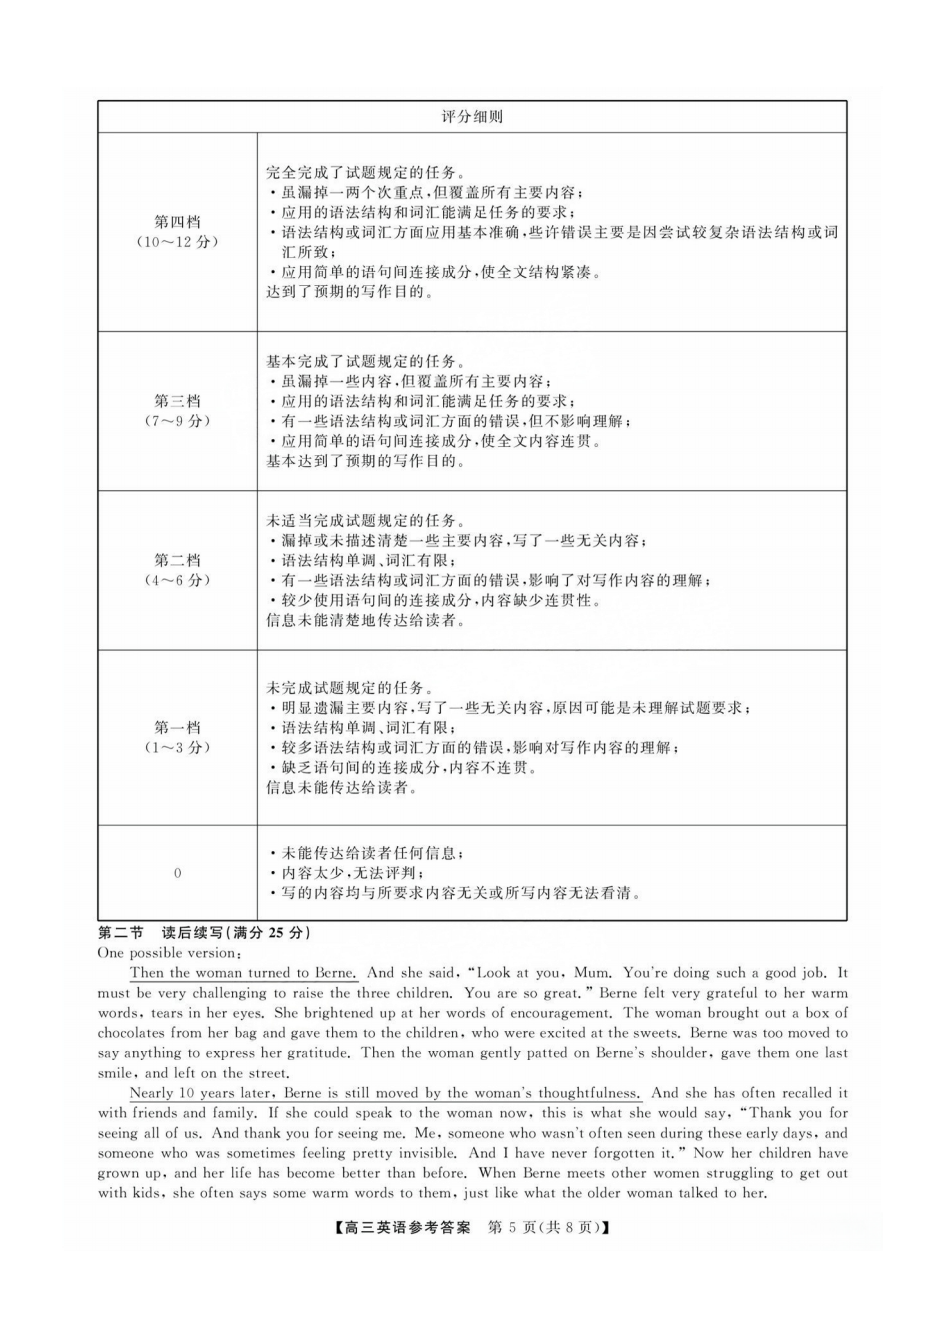 评分细则
第四档
(10～12 分)
完全完成了试题规定的任务。
·虽漏掉一两个次重点,但覆盖所有主要内容;
·应用的语法结构和词汇能满足任务的要求;
·语法结构或词汇方面应用基本准确,些许错误主要是因尝试较复杂语法结构或词
汇所致;
·应用简单的语句间连接成分,使全文结构紧凑。
达到了预期的写作目的。
第三档
(7～9 分)
基本完成了试题规定的任务。
·虽漏掉一些内容,但覆盖所有主要内容;
·应用的语法结构和词汇能满足任务的要求;
·有一些语法结构或词汇方面的错误,但不影响理解;
·应用简单的语句间连接成分,使全文内容连贯。
基本达到了预期的写作目的。
第二档
(4～6 分)
未适当完成试题规定的任务。
·漏掉或未描述清楚一些主要内容,写了一些无关内容;
·语法结构单调、词汇有限;
·有一些语法结构或词汇方面的错误,影响了对写作内容的理解;
·较少使用语句间的连接成分,内容缺少连贯性。
信息未能清楚地传达给读者。
第一档
(1～3 分)
未完成试题规定的任务。
·明显遗漏主要内容,写了一些无关内容,原因可能是未理解试题要求;
·语法结构单调、词汇有限;
·较多语法结构或词汇方面的错误,影响对写作内容的理解;
·缺乏语句间的连接成分,内容不连贯。
信息未能传达给读者。
0
·未能传达给读者任何信息;
·内容太少,无法评判;
·写的内容均与所要求内容无关或所写内容无法看清。
第二节 读后续写(满分 25 分)
One possible version:
Then the woman turned to Berne. And she said, “Look at you, Mum. You're doing such a good job. It
must be very challenging to raise the three children. You are so great.” Berne felt very grateful to her warm
words, tears in her eyes. She brightened up at her words of encouragement. The woman brought out a box of
chocolates from her bag and gave them to the children, who were excited at the sweets. Berne was too moved to
say anything to express her gratitude. Then the woman gently patted on Berne's shoulder, gave them one last
smile, and left on the street.
Nearly 10 years later, Berne is still moved by the woman's thoughtfulness. And she has often recalled it
with friends and family. If she could speak to the woman now, this is what she would say, “Thank you for
seeing all of us. And thank you for seeing me. Me, someone who wasn't often seen during these early days, and
someone who was sometimes feeling pretty invisible. And I have never forgotten it.” Now her children have
grown up, and her life has become better than before. When Berne meets other women struggling to get out
with kids, she often says some warm words to them, just like what the older woman talked to her.
【高三英语参考答案 第 5 页(共 8 页)】